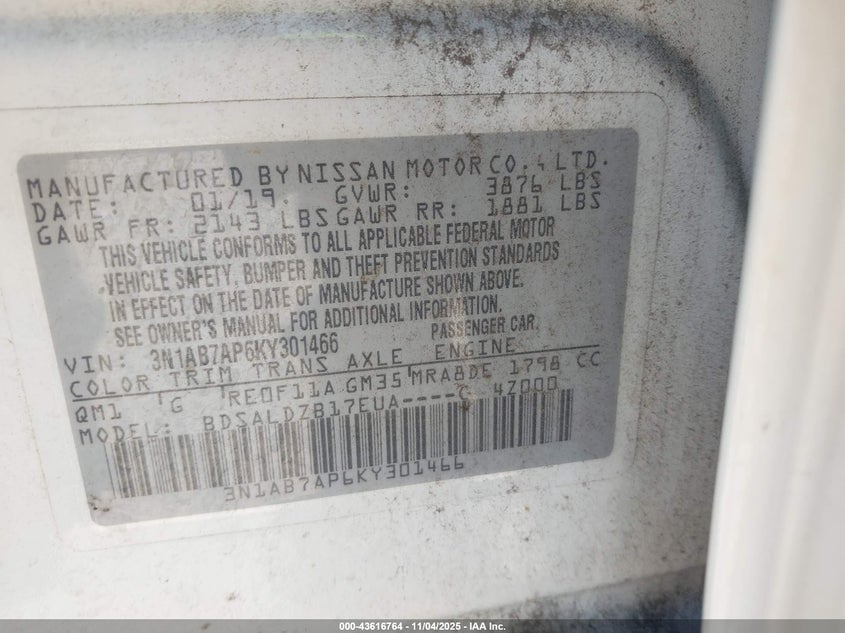 MANUFACTURED BY NISSAN MOTOR CO., LTD.
DATE: 01/19 GVWR: 3876 LBS
GAWR FR: 2143 LBS GAWR RR: 1881 LBS
THIS VEHICLE CONFORMS TO ALL APPLICABLE FEDERAL MOTOR
VEHICLE SAFETY, BUMPER AND THEFT PREVENTION STANDARDS
IN EFFECT ON THE DATE OF MANUFACTURE SHOWN ABOVE.
SEE OWNER'S MANUAL FOR ADDITIONAL INFORMATION.
PASSENGER CAR.
VIN: 3N1AB7AP6KY301466
COLOR TRIM TRANS AXLE ENGINE
QM1 G RE0F11A GM35 MRA8DE 1798 CC
MODEL: BDSALDZB17EUA----C 4Z000
3N1AB7AP6KY301466
000-43616764 — 11/04/2025 — IAA Inc.